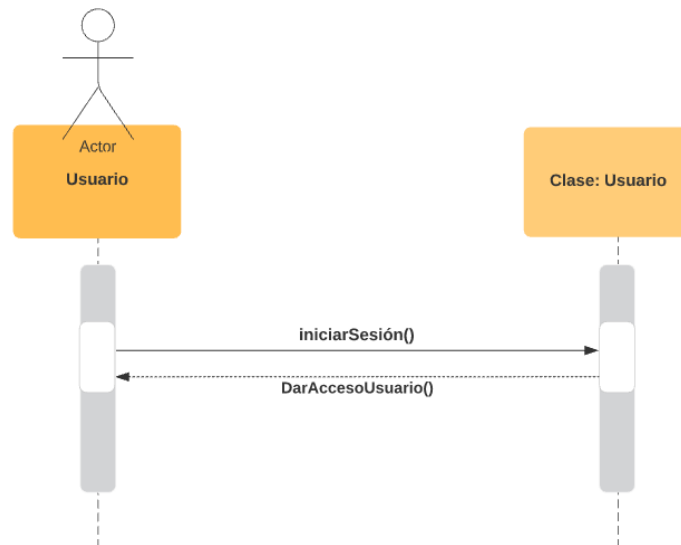 Actor
Usuario
Clase: Usuario
iniciarSesión()
DarAccesoUsuario()